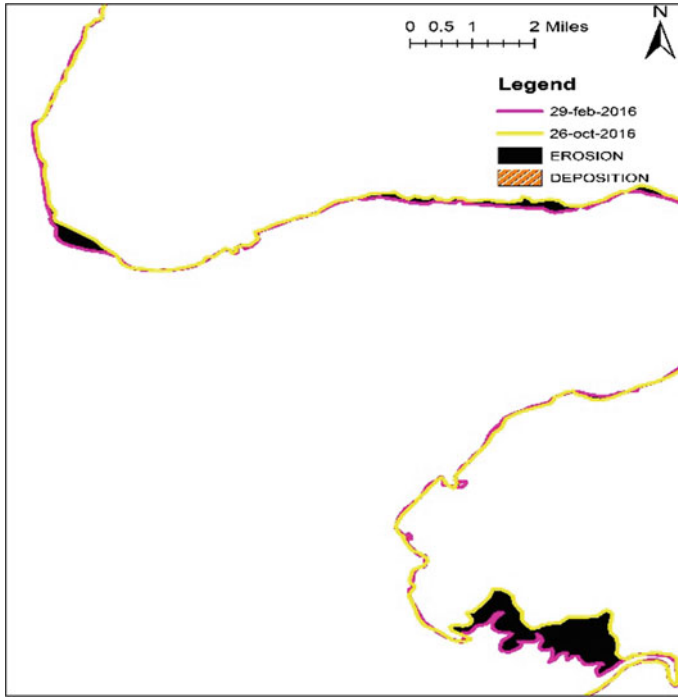 N
0 0.5 1 2 Miles
Legend
29-feb-2016
26-oct-2016
EROSION
DEPOSITION